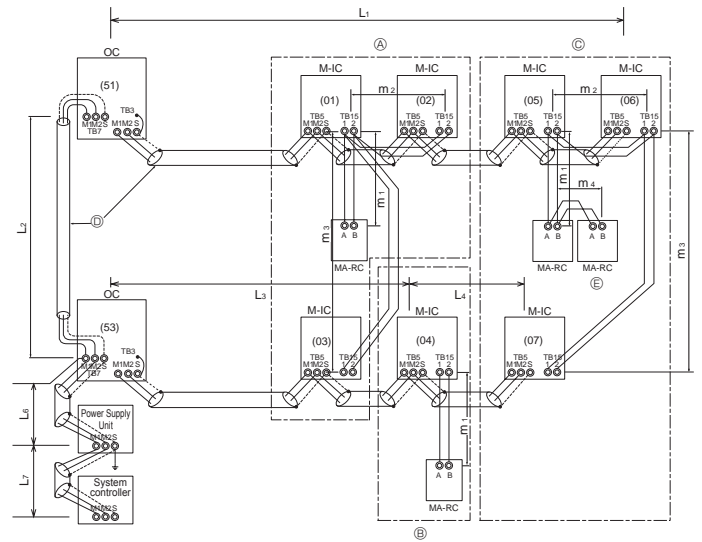 L1
Ⓐ
Ⓒ
OC
(51)
TB3
M1M2S
TB7
M1M2S
M-IC
(01)
TB5
M1M2S
TB15
1 2
m2
M-IC
(02)
TB5
M1M2S
TB15
1 2
M-IC
(05)
TB5
M1M2S
TB15
1 2
m2
M-IC
(06)
TB5
M1M2S
TB15
1 2
L2
Ⓓ
m1
m3
A B
MA-RC
m1
m4
A B
MA-RC
A B
MA-RC
Ⓔ
m3
L3
L4
OC
(53)
TB3
M1M2S
TB7
M1M2S
M-IC
(03)
TB5
M1M2S
TB15
1 2
M-IC
(04)
TB5
M1M2S
TB15
1 2
M-IC
(07)
TB5
M1M2S
TB15
1 2
L6
Power Supply
Unit
M1M2S
m1
L7
System
controller
M1M2S
A B
MA-RC
Ⓑ